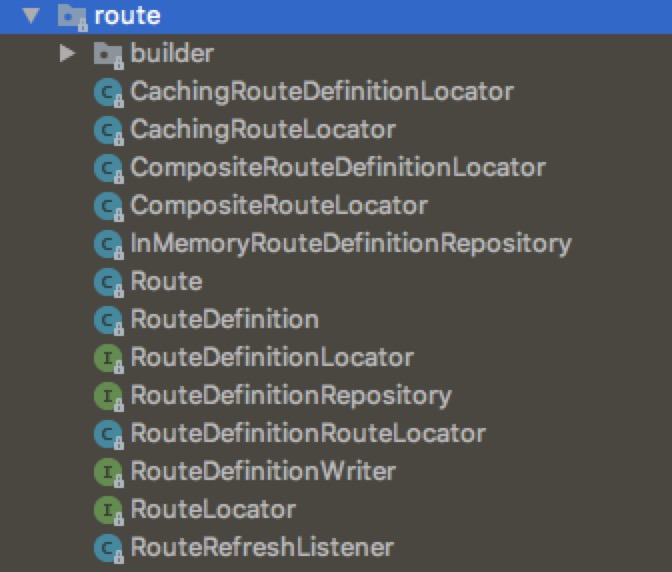 route
builder
C CachingRouteDefinitionLocator
C CachingRouteLocator
C CompositeRouteDefinitionLocator
C CompositeRouteLocator
C InMemoryRouteDefinitionRepository
C Route
C RouteDefinition
I RouteDefinitionLocator
I RouteDefinitionRepository
C RouteDefinitionRouteLocator
I RouteDefinitionWriter
I RouteLocator
C RouteRefreshListener